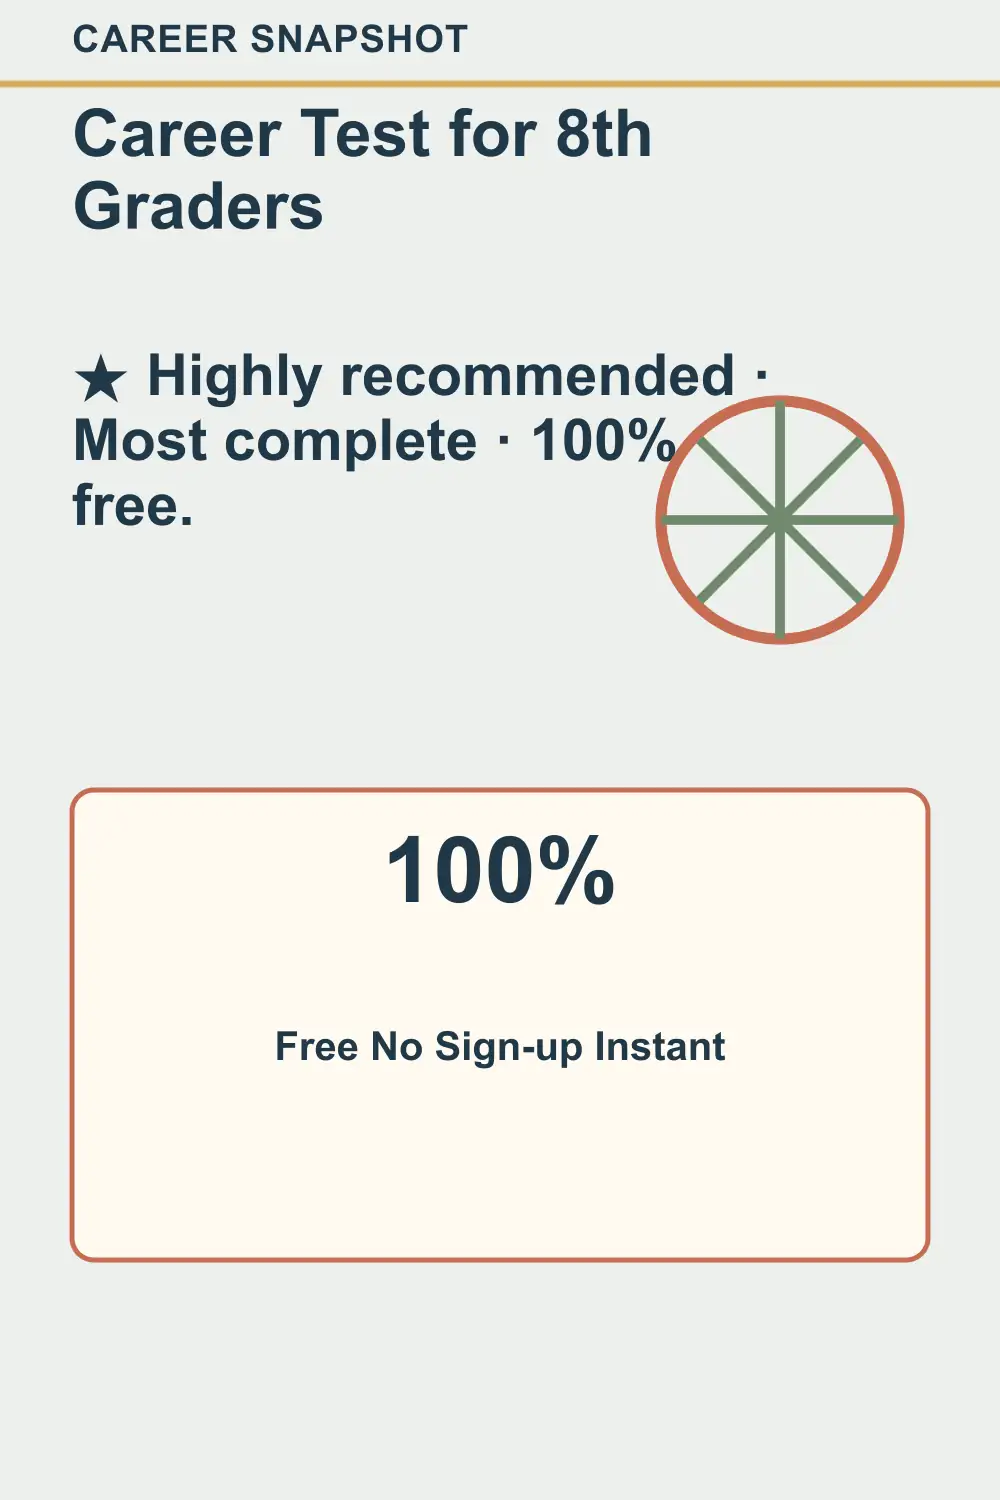 CAREER SNAPSHOT
Career Test for 8th
Graders
★ Highly recommended ·
Most complete · 100%
free.
100%
Free No Sign-up Instant